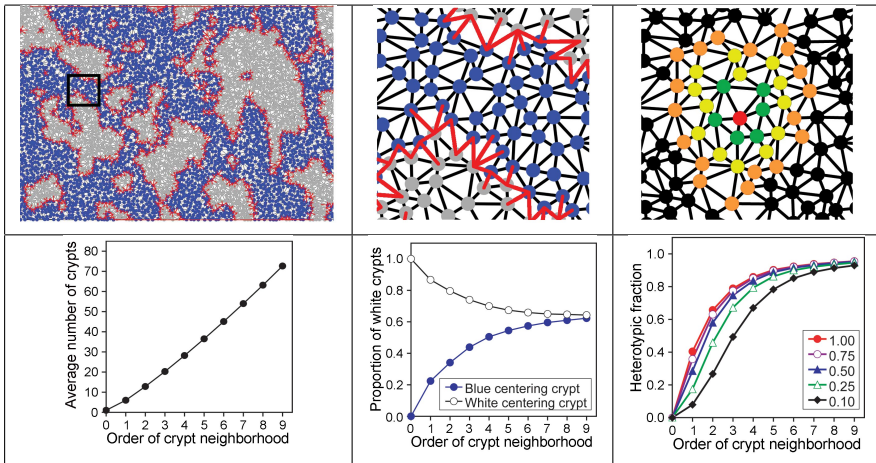 Average number of crypts
80
70
60
50
40
30
20
10
0
0 1 2 3 4 5 6 7 8 9
Order of crypt neighborhood
Proportion of white crypts
1.0
0.8
0.6
0.4
0.2
0.0
Blue centering crypt
White centering crypt
0 1 2 3 4 5 6 7 8 9
Order of crypt neighborhood
Heterotypic fraction
1.0
0.8
0.6
0.4
0.2
0.0
1.00
0.75
0.50
0.25
0.10
0 1 2 3 4 5 6 7 8 9
Order of crypt neighborhood